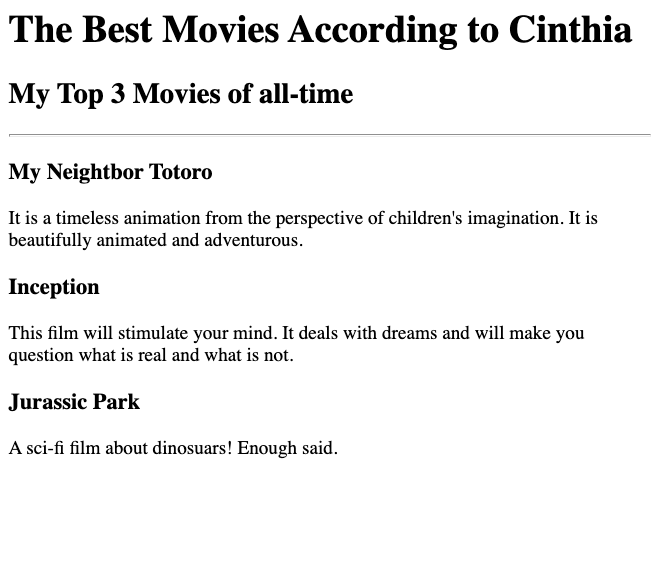 The Best Movies According to Cinthia
My Top 3 Movies of all-time
My Neightbor Totoro
It is a timeless animation from the perspective of children's imagination. It is
beautifully animated and adventurous.
Inception
This film will stimulate your mind. It deals with dreams and will make you
question what is real and what is not.
Jurassic Park
A sci-fi film about dinosuars! Enough said.